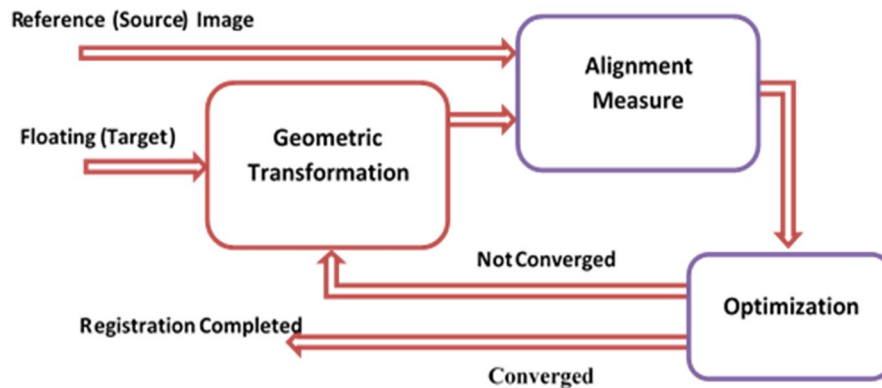 Reference (Source) Image
Alignment
Measure
Floating (Target)
Geometric
Transformation
Not Converged
Optimization
Registration Completed
Converged